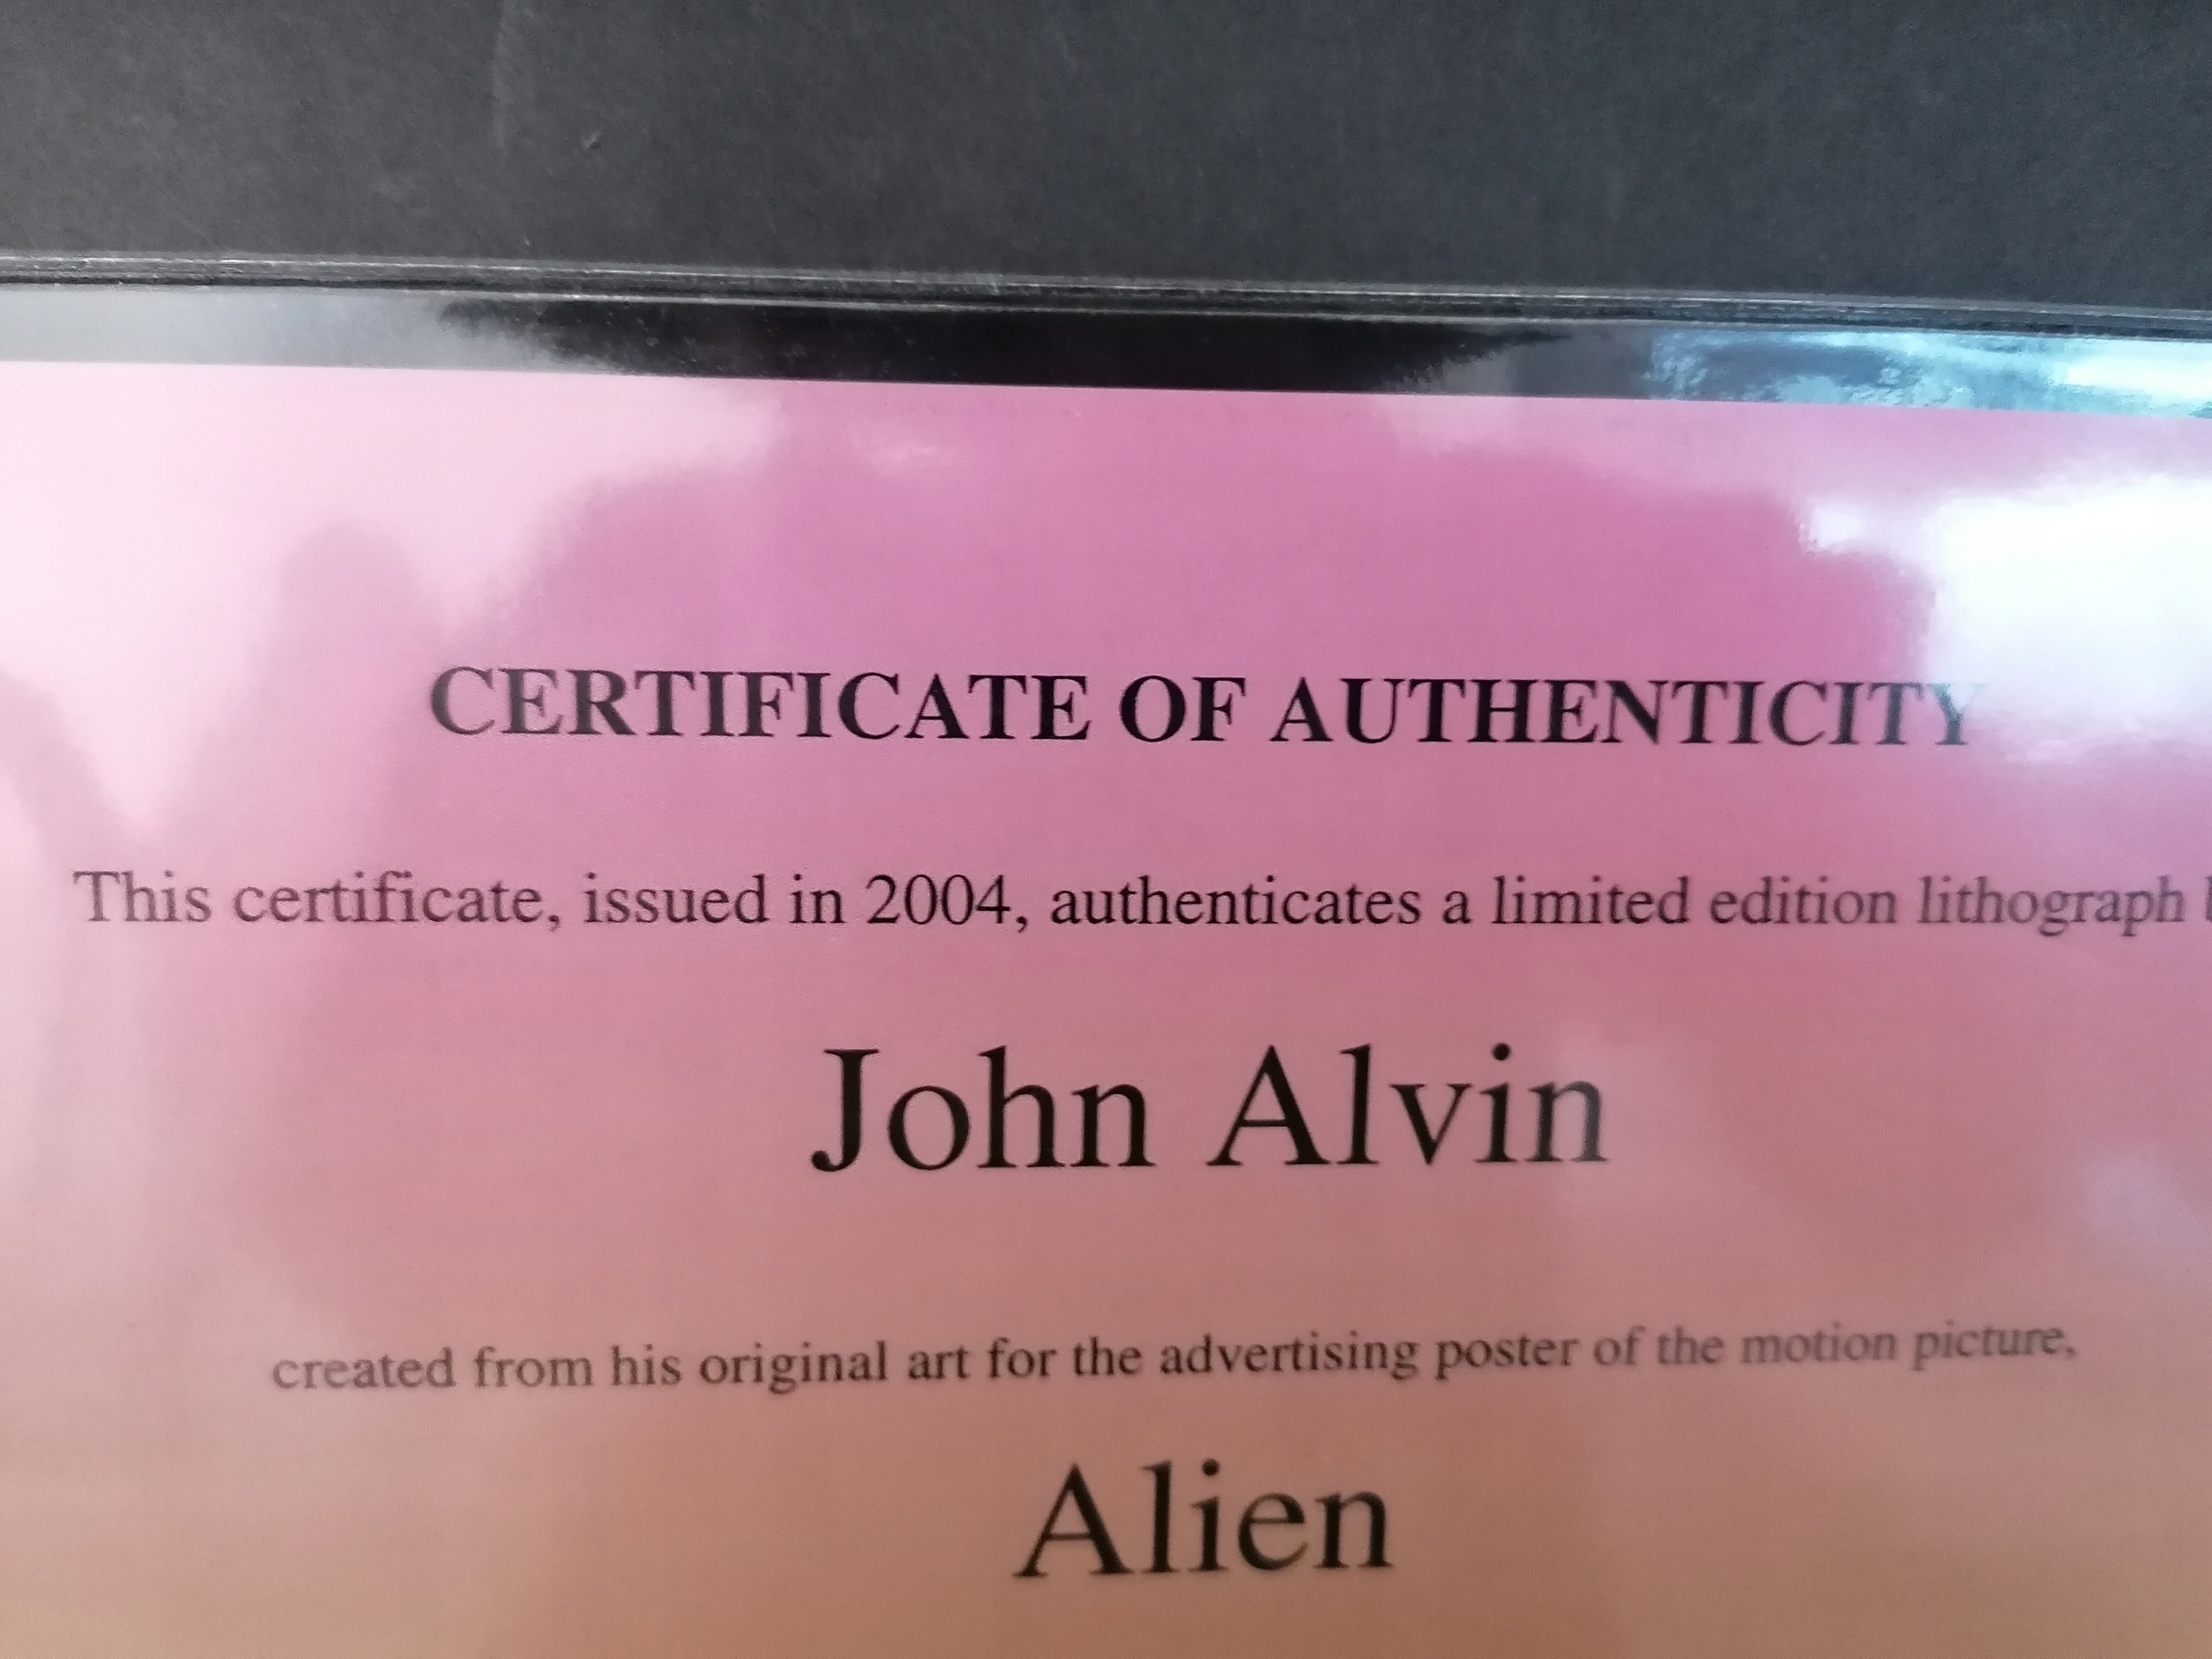 CERTIFICATE OF AUTHENTICITY
This certificate, issued in 2004, authenticates a limited edition lithograph
John Alvin
created from his original art for the advertising poster of the motion picture,
Alien